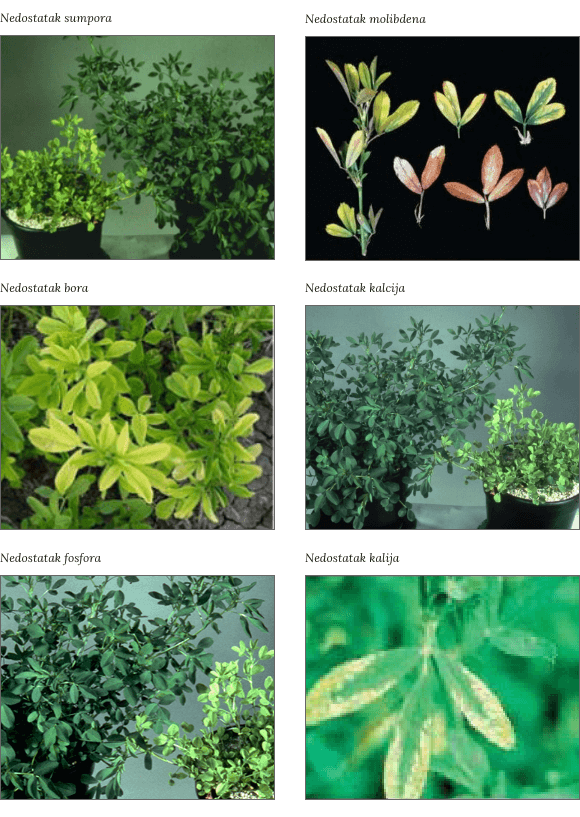 Nedostatak sumpora
Nedostatak molibdena
Nedostatak bora
Nedostatak kalcija
Nedostatak fosfora
Nedostatak kalija